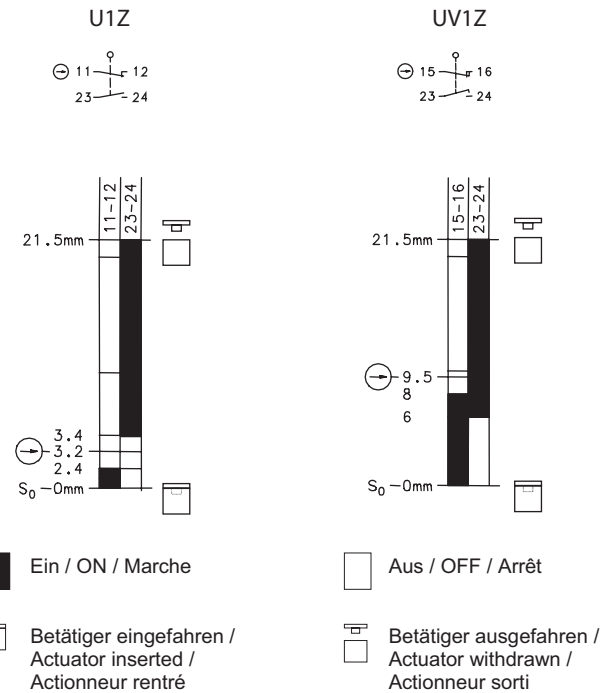 U1Z UV1Z
11 12 15 16
23 24 23 24
11-12 23-24 15-16 23-24
21.5mm 21.5mm
9.5
8
6
3.4
3.2
2.4
S0 0mm S0 0mm
Ein / ON / Marche Aus / OFF / Arrêt
Betätiger eingefahren / Betätiger ausgefahren /
Actuator inserted / Actuator withdrawn /
Actionneur rentré Actionneur sorti